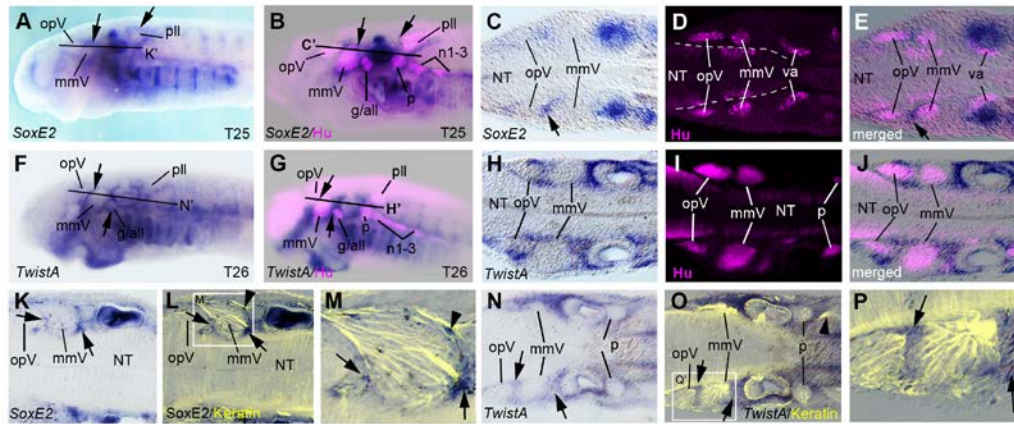 A opV pll mmV K' SoxE2 T25
B C' pll opV n1-3 mmV g/all p SoxE2/Hu T25
C NT opV mmV SoxE2
D NT opV mmV va Hu
E NT opV mmV va merged
F opV pll N' mmV g/all TwistA T26
G opV pll H' mmV g/all p n1-3 TwistA/Hu T26
H NT opV mmV TwistA
I opV mmV NT p Hu
J NT opV mmV merged
K opV mmV NT SoxE2
L M' opV mmV NT SoxE2/Keratin
M
N mmV p opV TwistA
O opV mmV p Q' TwistA/Keratin
P